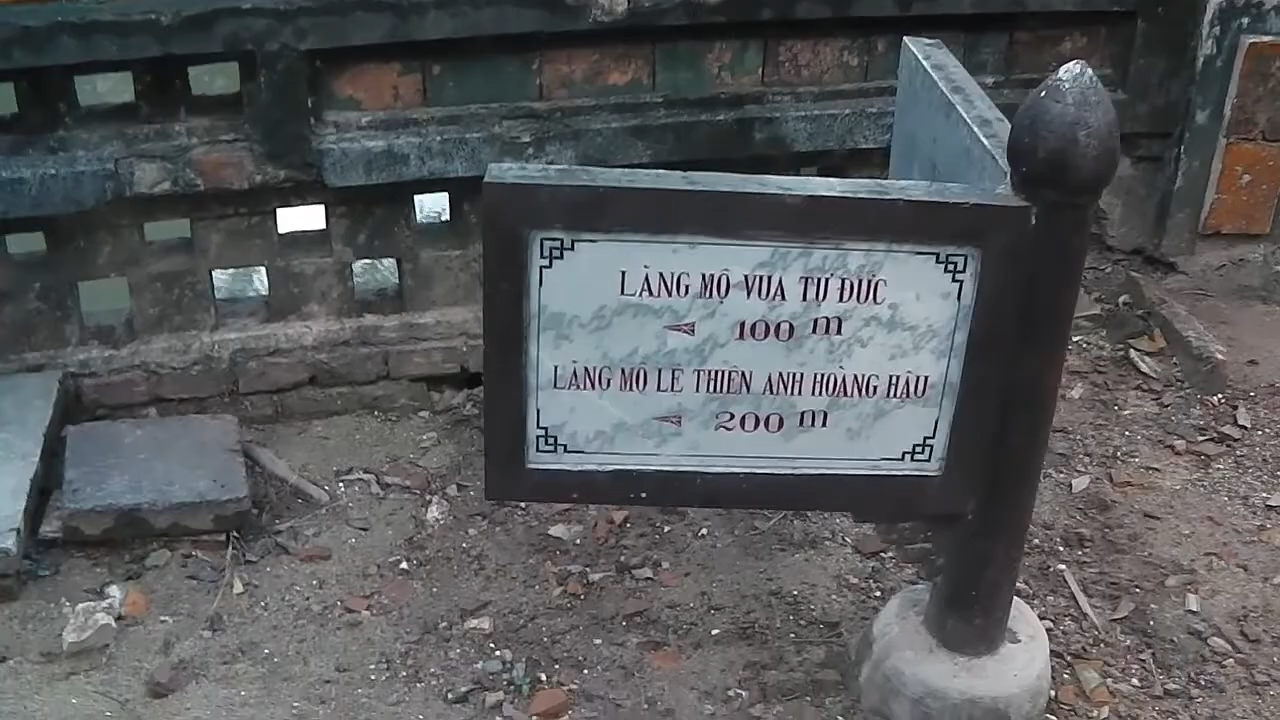 LĂNG MỘ VUA TỰ ĐỨC
100 m
LĂNG MỘ LỆ THIÊN ANH HOÀNG HẬU
200 m